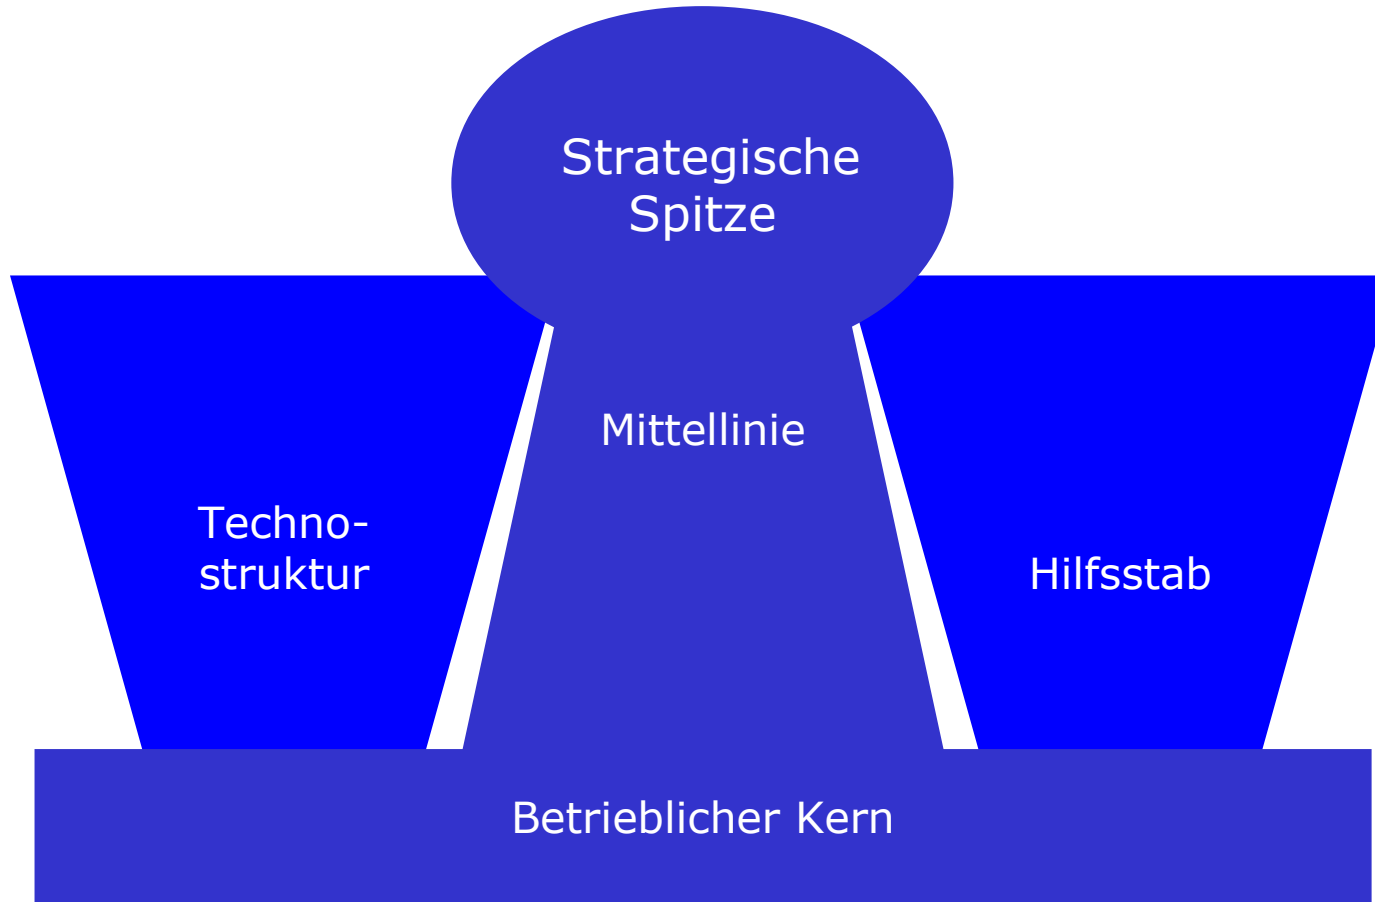 Strategische
Spitze
Mittellinie
Techno-
struktur
Hilfsstab
Betrieblicher Kern